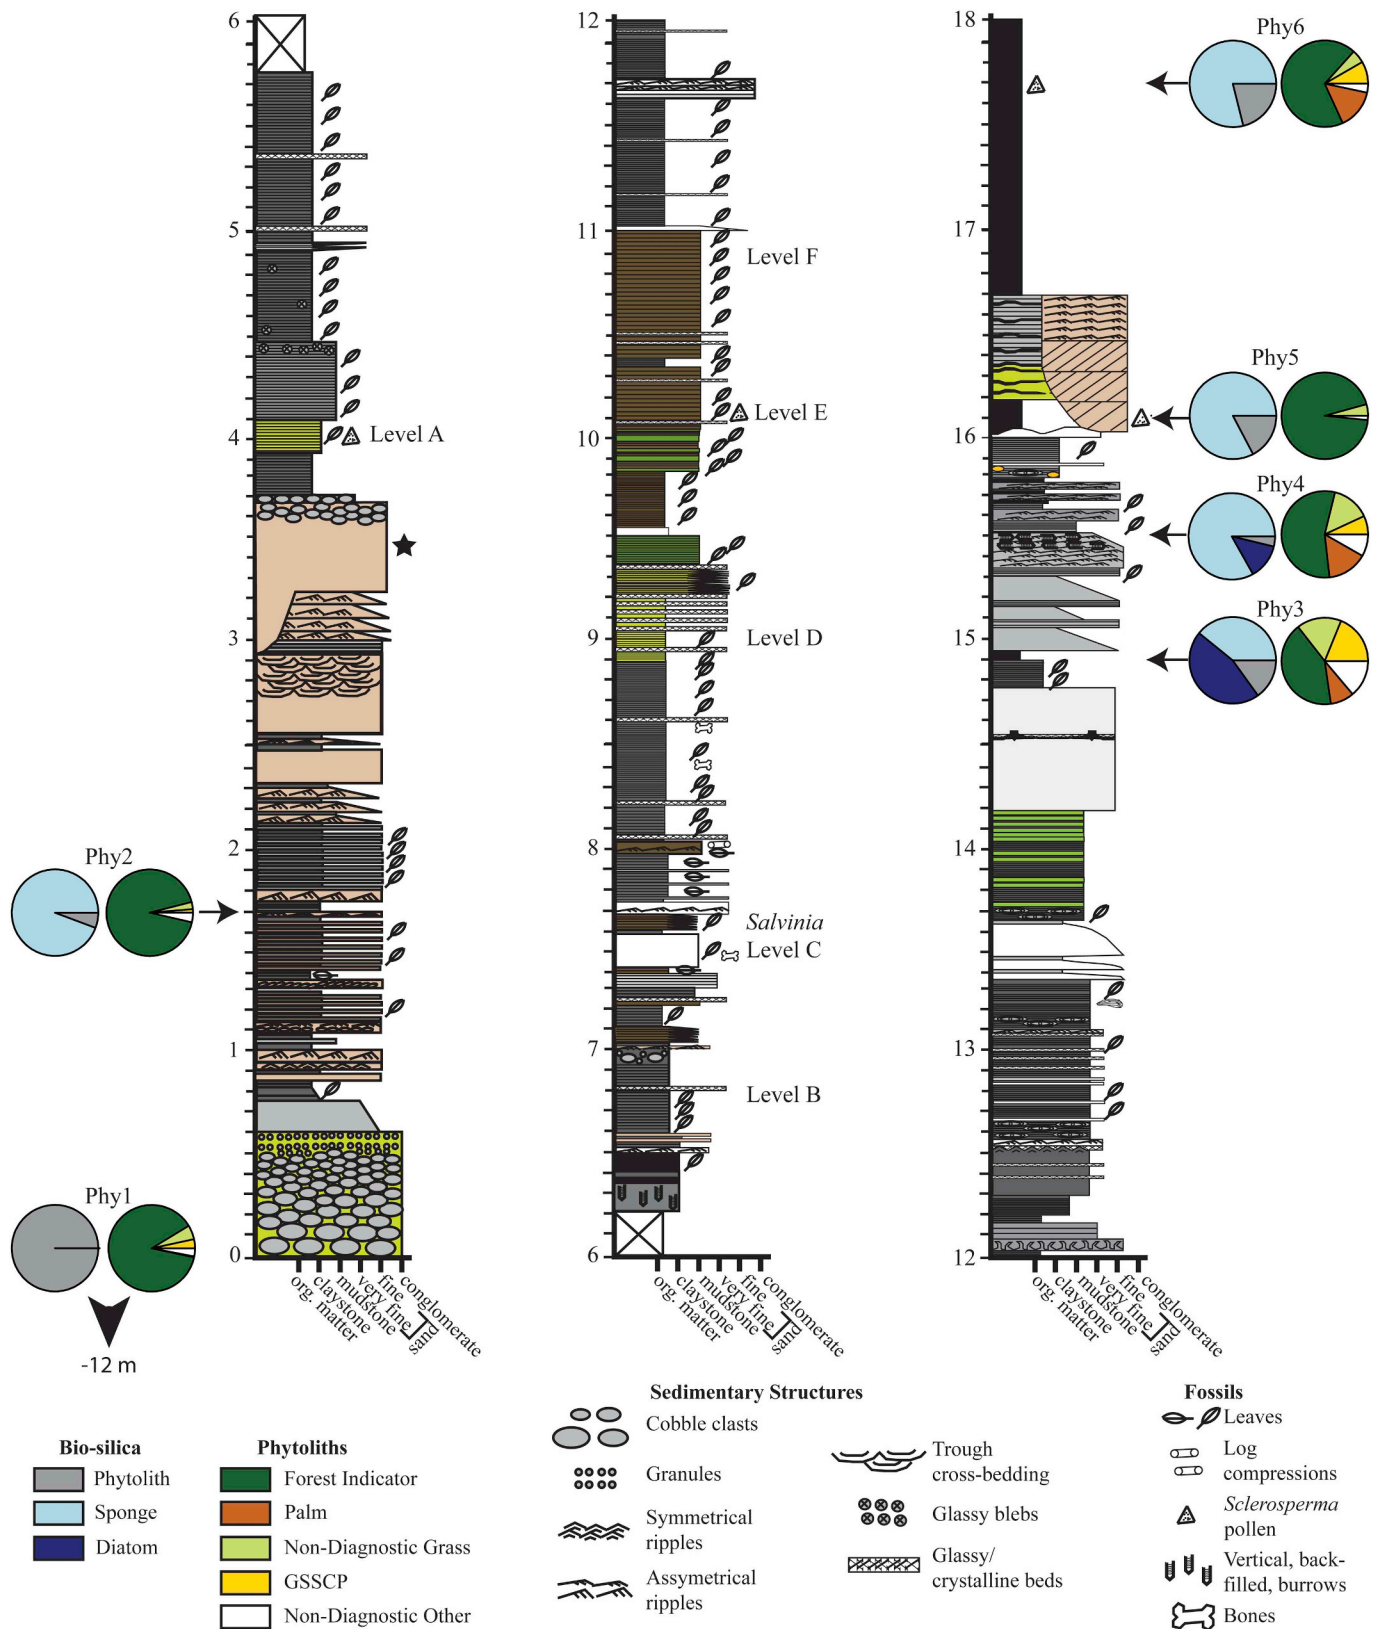 6
5
4
3
2
1
0
Level A
Phy2
Phy1
-12 m
org. matter
claystone
mudstone
very fine
fine
conglomerate
sand
12
11
10
9
8
7
6
Level F
Level E
Level D
Salvinia
Level C
Level B
org. matter
claystone
mudstone
very fine
fine
conglomerate
sand
18
17
16
15
14
13
12
Phy6
Phy5
Phy4
Phy3
org. matter
claystone
mudstone
very fine
fine
conglomerate
sand
Bio-silica
Phytolith
Sponge
Diatom
Phytoliths
Forest Indicator
Palm
Non-Diagnostic Grass
GSSCP
Non-Diagnostic Other
Sedimentary Structures
Cobble clasts
Granules
Symmetrical
ripples
Assymetrical
ripples
Trough
cross-bedding
Glassy blebs
Glassy/
crystalline beds
Fossils
Leaves
Log
compressions
Sclerosperma
pollen
Vertical, back-
filled, burrows
Bones